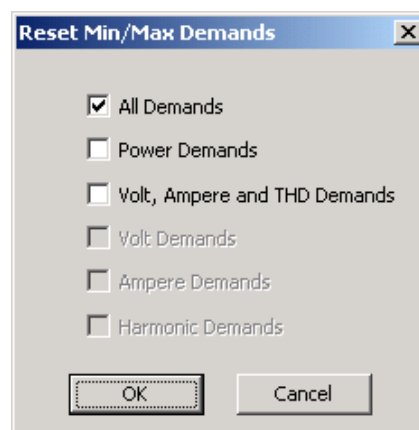 Reset Min/Max Demands
All Demands
Power Demands
Volt, Ampere and THD Demands
Volt Demands
Ampere Demands
Harmonic Demands
OK Cancel